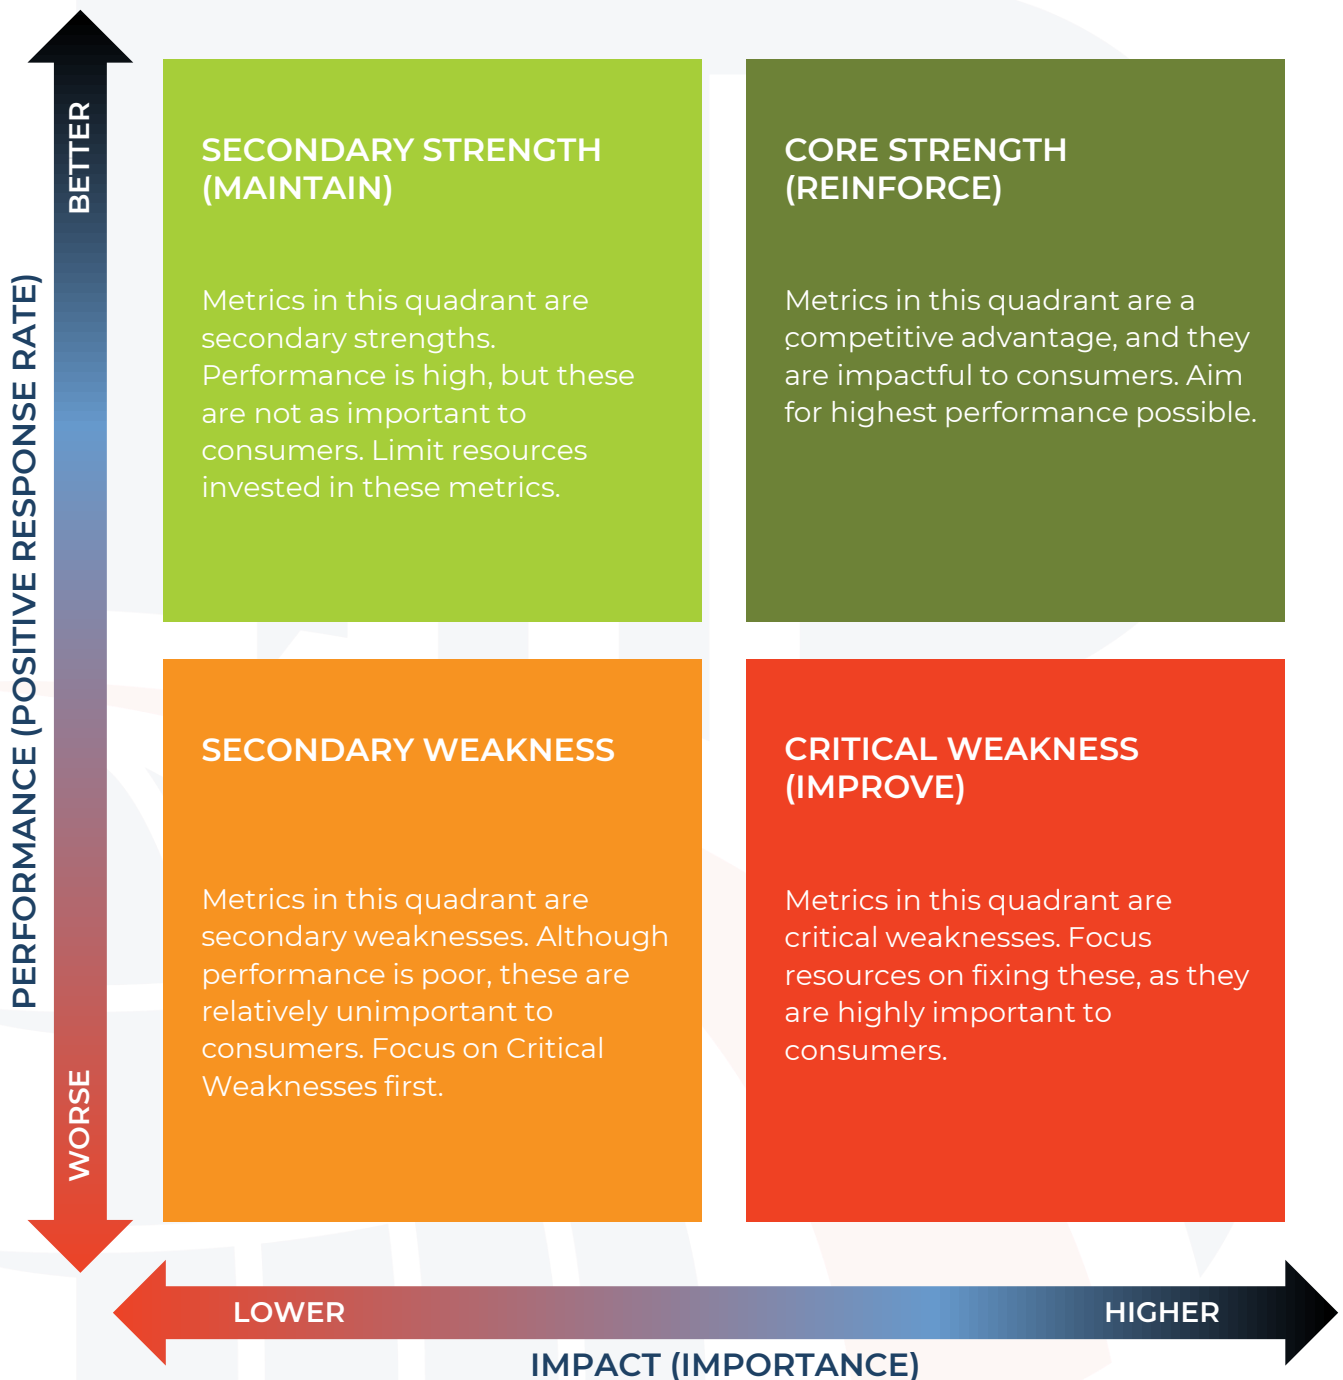 BETTER
PERFORMANCE (POSITIVE RESPONSE RATE)
WORSE
SECONDARY STRENGTH
(MAINTAIN)
Metrics in this quadrant are
secondary strengths.
Performance is high, but these
are not as important to
consumers. Limit resources
invested in these metrics.
CORE STRENGTH
(REINFORCE)
Metrics in this quadrant are a
competitive advantage, and they
are impactful to consumers. Aim
for highest performance possible.
SECONDARY WEAKNESS
Metrics in this quadrant are
secondary weaknesses. Although
performance is poor, these are
relatively unimportant to
consumers. Focus on Critical
Weaknesses first.
CRITICAL WEAKNESS
(IMPROVE)
Metrics in this quadrant are
critical weaknesses. Focus
resources on fixing these, as they
are highly important to
consumers.
LOWER
HIGHER
IMPACT (IMPORTANCE)